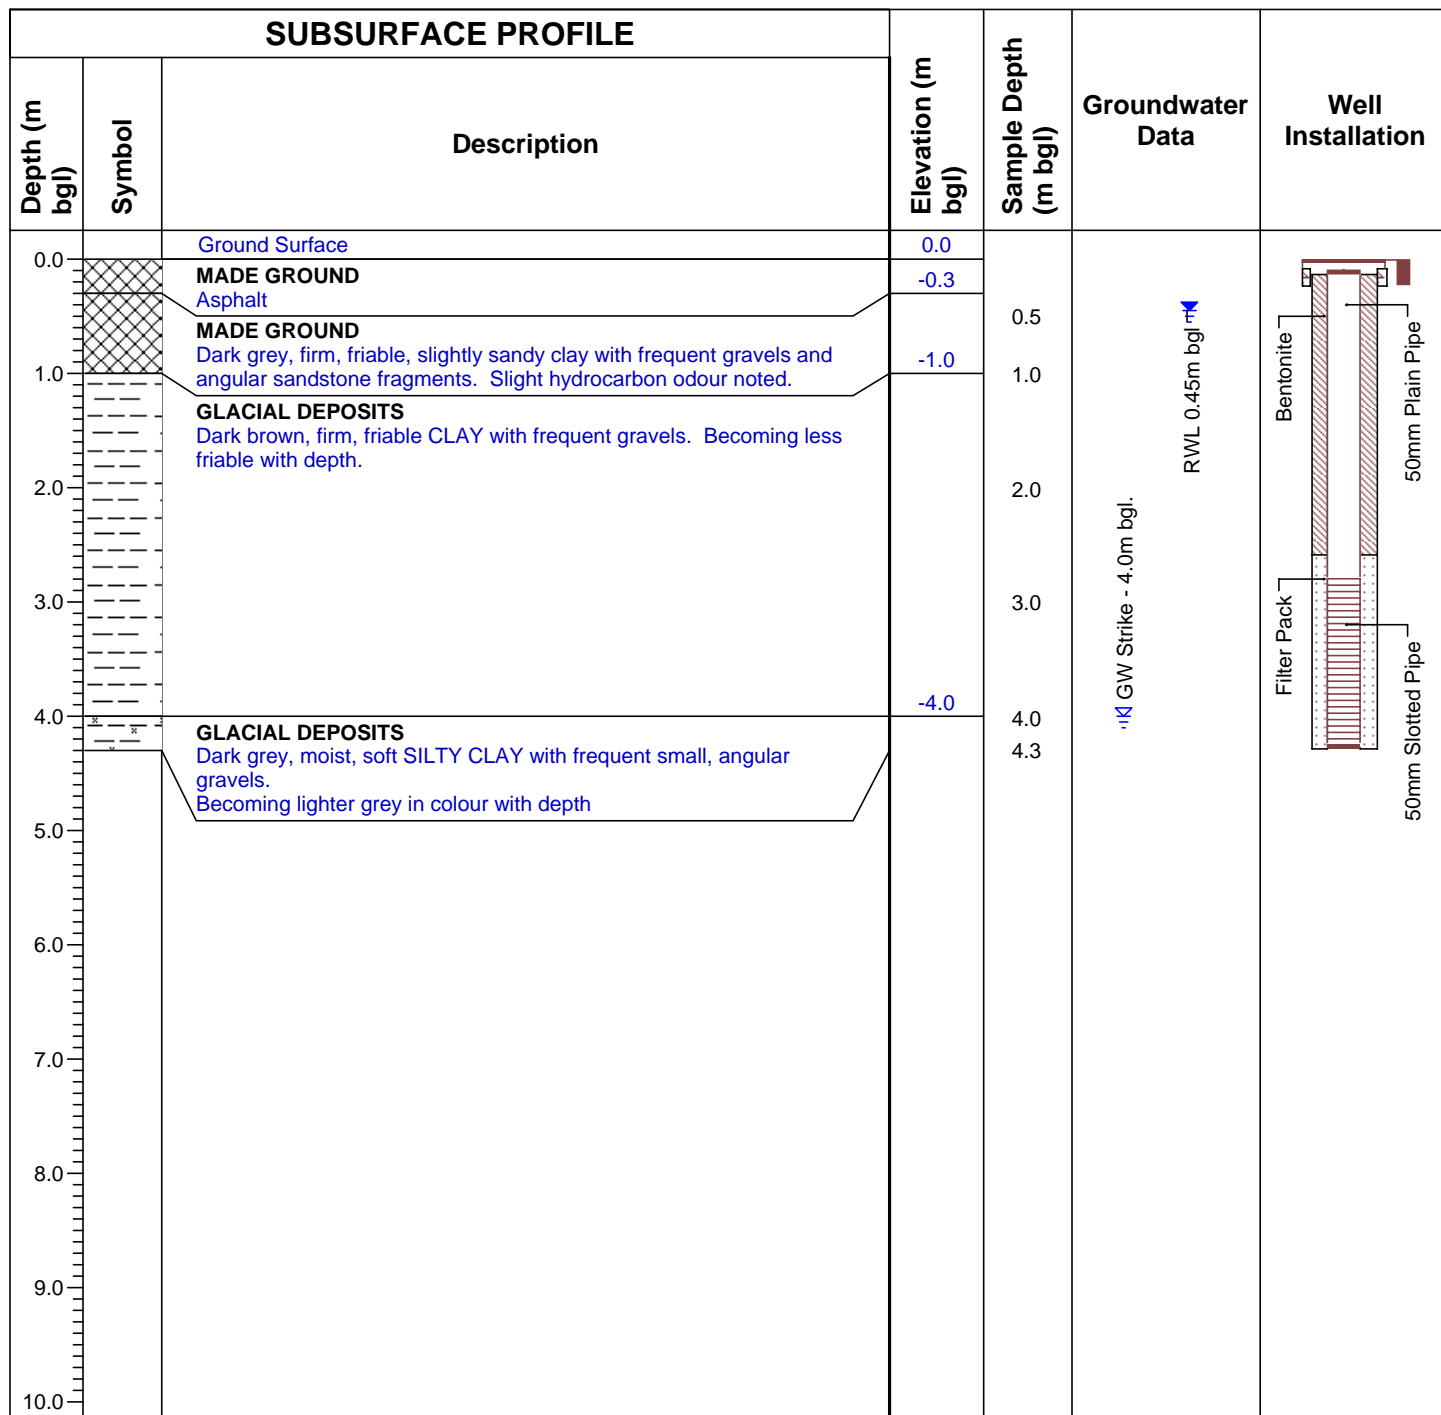 SUBSURFACE PROFILE
Depth (m
bgl)
Symbol
Description
Elevation (m
bgl)
Sample Depth
(m bgl)
Groundwater
Data
Well
Installation
Ground Surface
0.0
0.0
MADE GROUND
Asphalt
-0.3
MADE GROUND
Dark grey, firm, friable, slightly sandy clay with frequent gravels and
angular sandstone fragments.  Slight hydrocarbon odour noted.
-1.0
GLACIAL DEPOSITS
Dark brown, firm, friable CLAY with frequent gravels.  Becoming less
friable with depth.
-4.0
GLACIAL DEPOSITS
Dark grey, moist, soft SILTY CLAY with frequent small, angular
gravels.
Becoming lighter grey in colour with depth
1.0
2.0
3.0
4.0
5.0
6.0
7.0
8.0
9.0
10.0
0.5
1.0
2.0
3.0
4.0
4.3
RWL 0.45m bgl
GW Strike - 4.0m bgl.
Bentonite
50mm Plain Pipe
Filter Pack
50mm Slotted Pipe